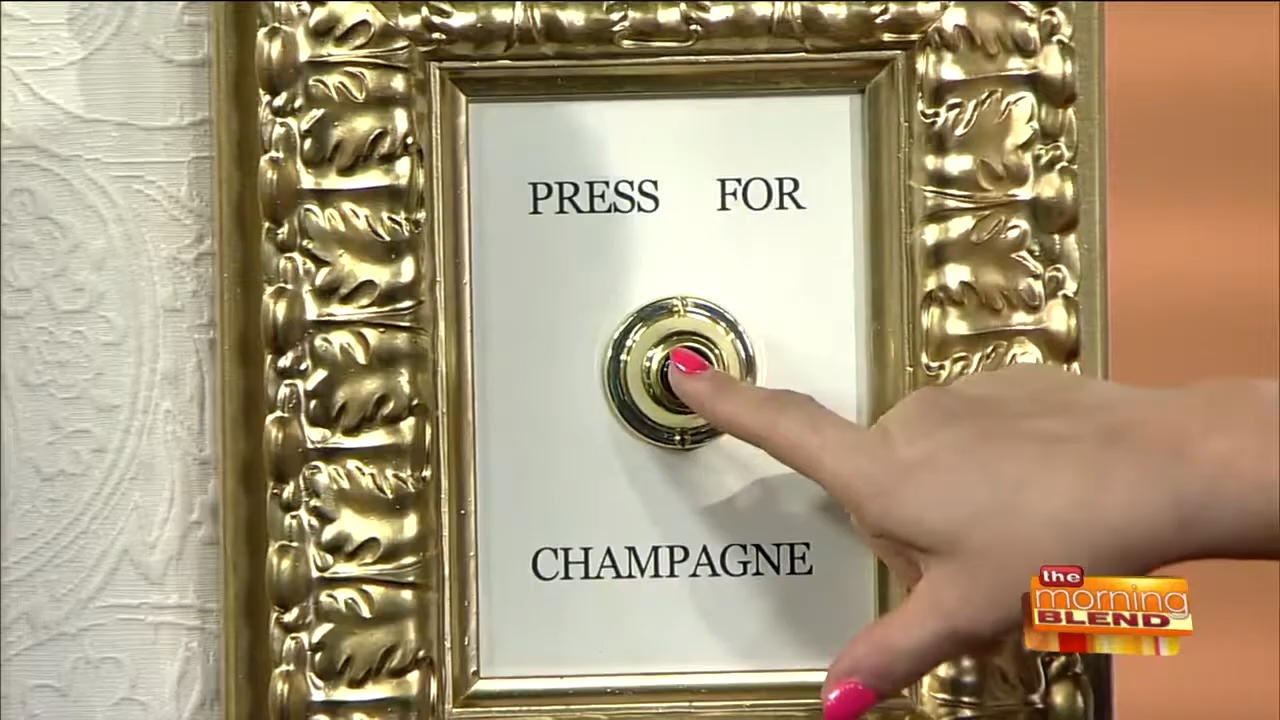 PRESS FOR
CHAMPAGNE
the
morning
BLEND